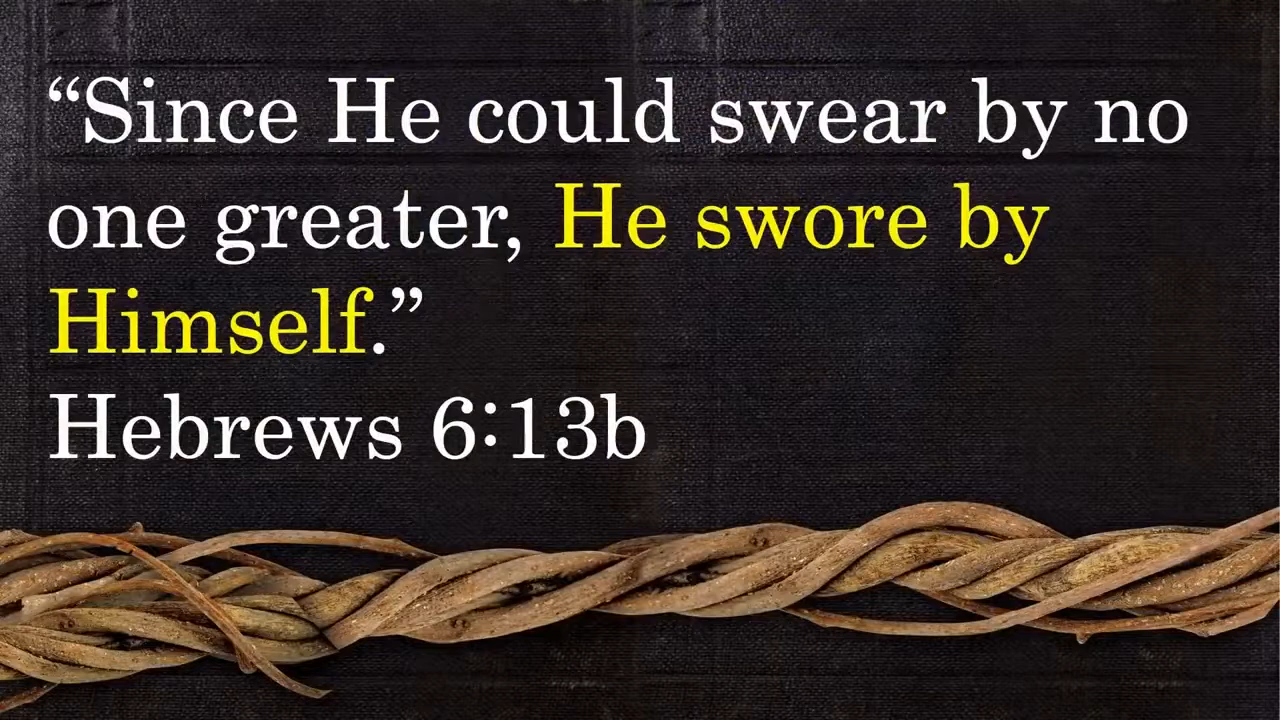 “Since He could swear by no
one greater, He swore by
Himself.”
Hebrews 6:13b